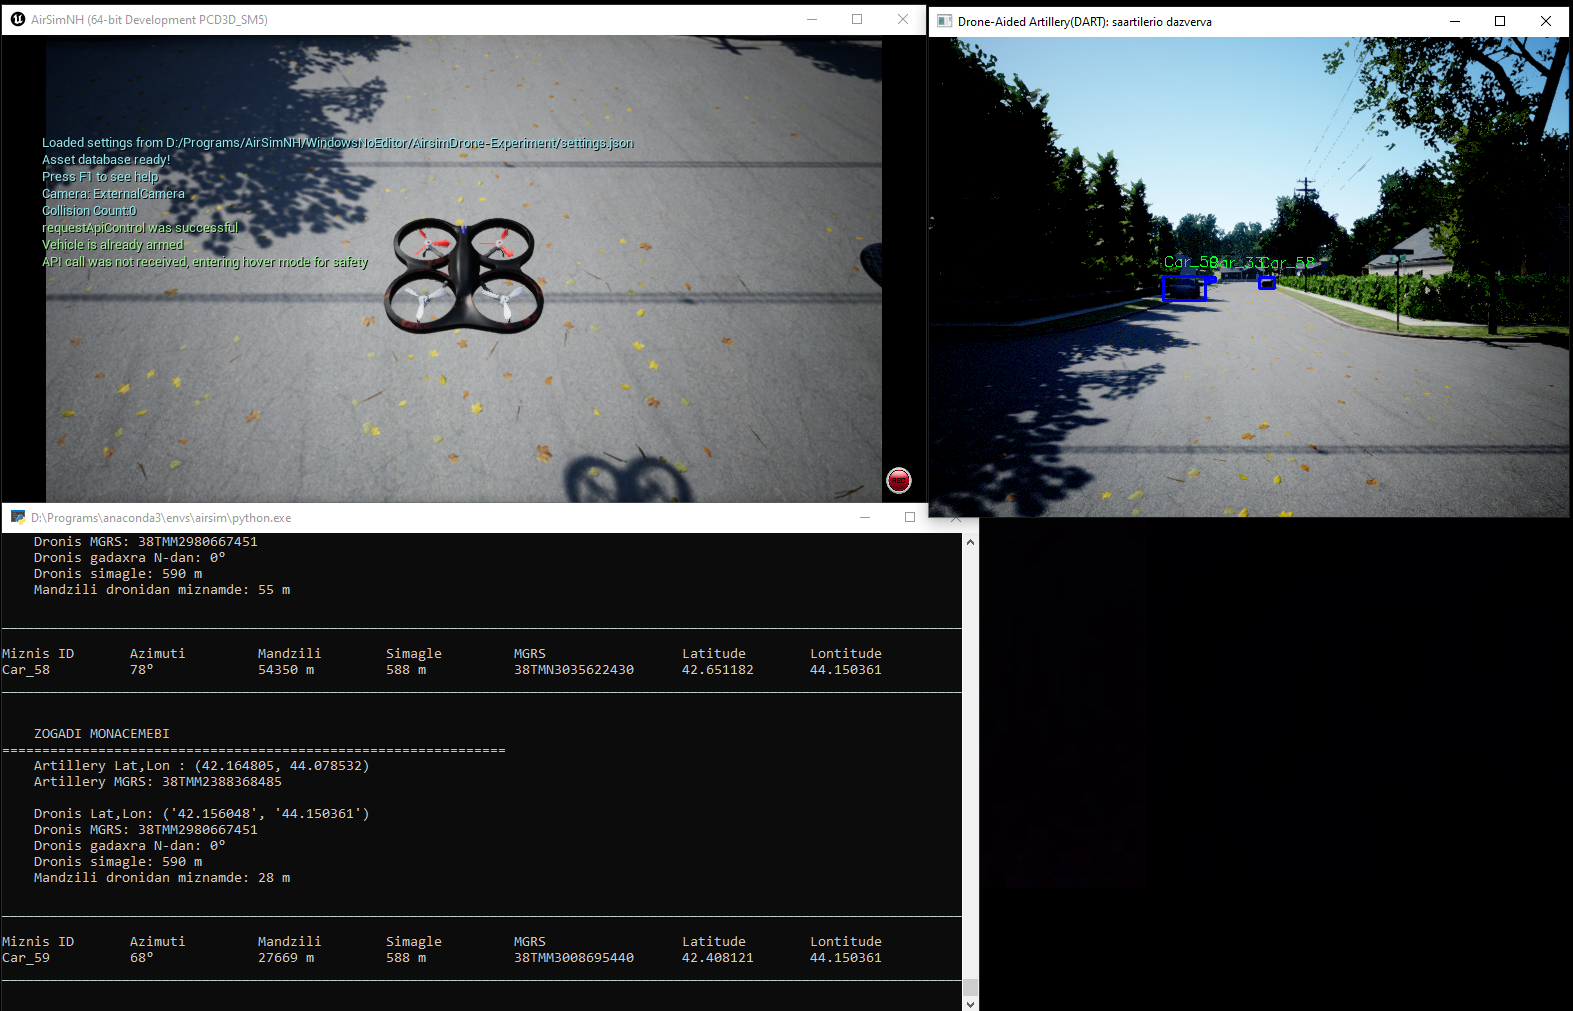 AirSimNH (64-bit Development PCD3D_SM5)
Loaded settings from D:/Programs/AirSimNH/WindowsNoEditor/AirsimDrone-Experiment/settings.json
Asset database ready!
Press F1 to see help
Camera: ExternalCamera
Collision Count:0
requestApiControl was successful
Vehicle is already armed
API call was not received, entering hover mode for safety
REC
Drone-Aided Artillery(DART): saartilerio dazverva
Car_59 Car_33 Car_58
D:\Programs\anaconda3\envs\airsim\python.exe
Dronis MGRS: 38TMM2980667451
Dronis gadaxra N-dan: 0°
Dronis simagle: 590 m
Mandzili dronidan miznamde: 55 m
Miznis ID Azimuti Mandzili Simagle MGRS Latitude Lontitude
Car_58 78° 54350 m 588 m 38TMN3035622430 42.651182 44.150361
ZOGADI MONACEMEBI
===============================================================
Artillery Lat,Lon : (42.164805, 44.078532)
Artillery MGRS: 38TMM2388368485
Dronis Lat,Lon: ('42.156048', '44.150361')
Dronis MGRS: 38TMM2980667451
Dronis gadaxra N-dan: 0°
Dronis simagle: 590 m
Mandzili dronidan miznamde: 28 m
Miznis ID Azimuti Mandzili Simagle MGRS Latitude Lontitude
Car_59 68° 27669 m 588 m 38TMM3008695440 42.408121 44.150361